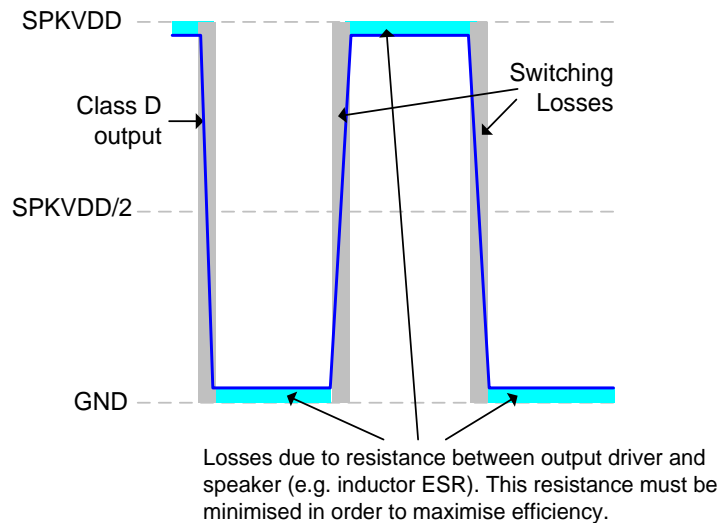 SPKVDD
Switching
Losses
Class D
output
SPKVDD/2
GND
Losses due to resistance between output driver and
speaker (e.g. inductor ESR). This resistance must be
minimised in order to maximise efficiency.